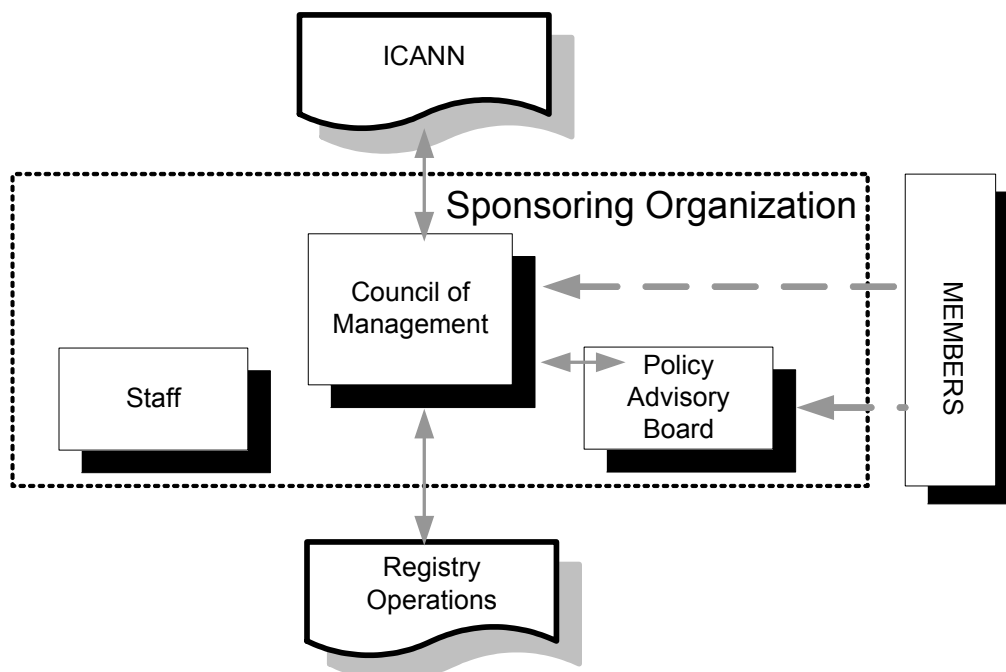 ICANN
Sponsoring Organization
Council of
Management
Staff
Policy
Advisory
Board
MEMBERS
Registry
Operations